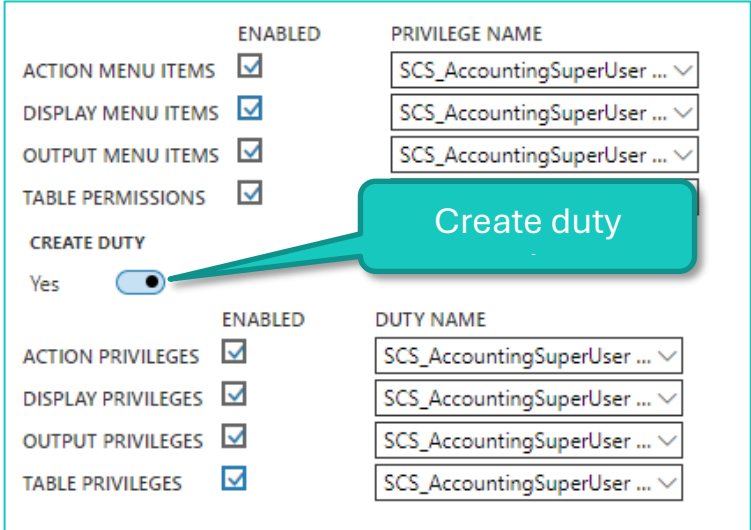 ENABLED PRIVILEGE NAME
ACTION MENU ITEMS SCS_AccountingSuperUser ...
DISPLAY MENU ITEMS SCS_AccountingSuperUser ...
OUTPUT MENU ITEMS SCS_AccountingSuperUser ...
TABLE PERMISSIONS
Create duty
CREATE DUTY
Yes
ENABLED DUTY NAME
ACTION PRIVILEGES SCS_AccountingSuperUser ...
DISPLAY PRIVILEGES SCS_AccountingSuperUser ...
OUTPUT PRIVILEGES SCS_AccountingSuperUser ...
TABLE PRIVILEGES SCS_AccountingSuperUser ...